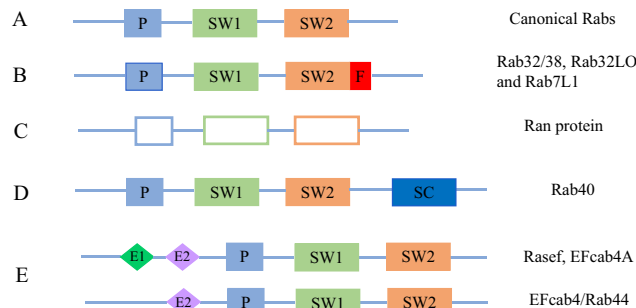 A P SW1 SW2 Canonical Rabs
B P SW1 SW2 F Rab32/38, Rab32LO
and Rab7L1
C Ran protein
D P SW1 SW2 SC Rab40
E
E1 E2 P SW1 SW2 Rasef, EFcab4A
E2 P SW1 SW2 EFcab4/Rab44